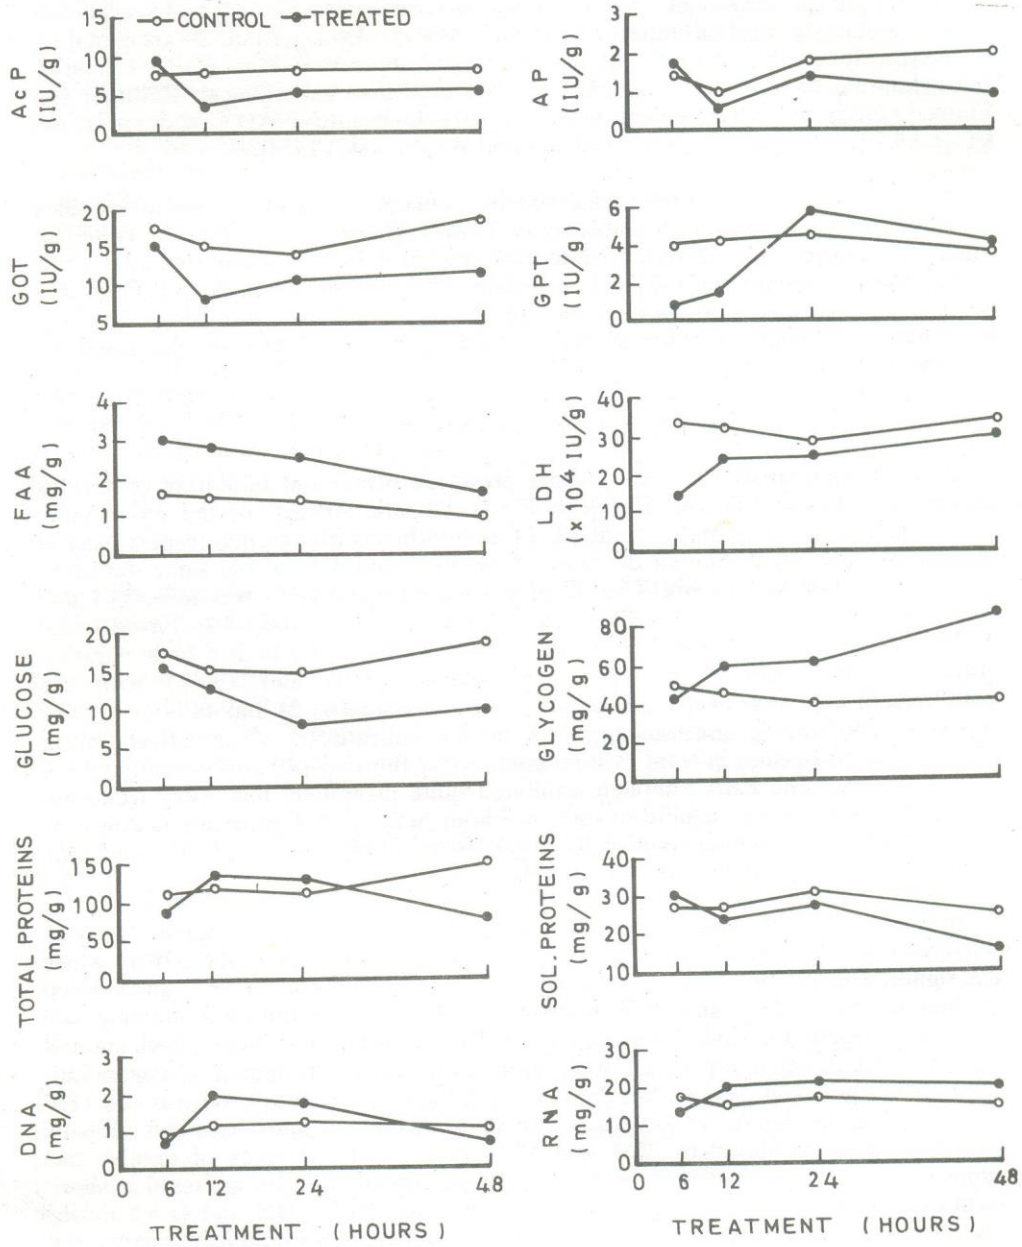 CONTROL TREATED
AcP
(IU/g)
15
10
5
0
AP
(IU/g)
3
2
1
0
GOT
(IU/g)
20
15
10
5
GPT
(IU/g)
6
4
2
0
FAA
(mg/g)
4
3
2
1
0
LDH
(x 104 IU/g)
40
30
20
10
0
GLUCOSE
(mg/g)
20
15
10
5
0
GLYCOGEN
(mg/g)
80
60
40
20
0
TOTAL PROTEINS
(mg/g)
150
100
50
0
SOL. PROTEINS
(mg/g)
40
30
20
10
DNA
(mg/g)
3
2
1
0
0 6 12 24 48
TREATMENT (HOURS)
RNA
(mg/g)
30
20
10
0
0 6 12 24 48
TREATMENT (HOURS)